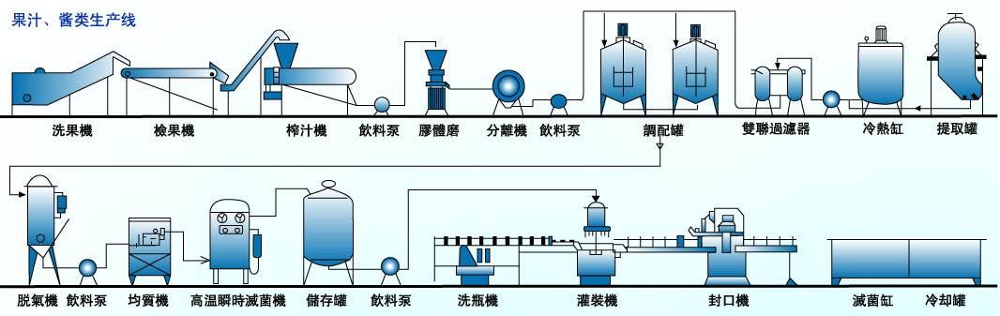 果汁、酱类生产线
洗果機 檢果機 榨汁機 飲料泵 膠體磨 分離機 飲料泵 調配罐 雙聯過濾器 冷熱缸 提取罐
脱氣機 飲料泵 均質機 高温瞬時滅菌機 儲存罐 飲料泵 洗瓶機 灌裝機 封口機 滅菌缸 冷却罐